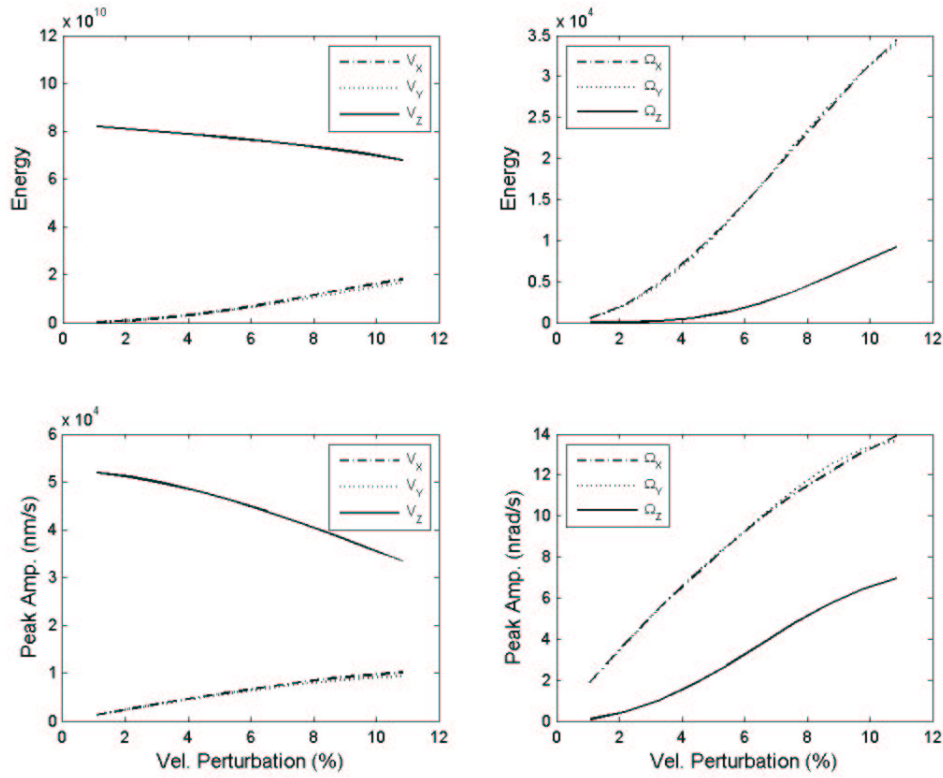 x 10^10
12
10
8
6
4
2
0
Energy
0 2 4 6 8 10 12
V_X
V_Y
V_Z
x 10^4
3.5
3
2.5
2
1.5
1
0.5
0
Energy
0 2 4 6 8 10 12
Ω_X
Ω_Y
Ω_Z
x 10^4
6
5
4
3
2
1
0
Peak Amp. (nm/s)
0 2 4 6 8 10 12
Vel. Perturbation (%)
V_X
V_Y
V_Z
14
12
10
8
6
4
2
0
Peak Amp. (nrad/s)
0 2 4 6 8 10 12
Vel. Perturbation (%)
Ω_X
Ω_Y
Ω_Z